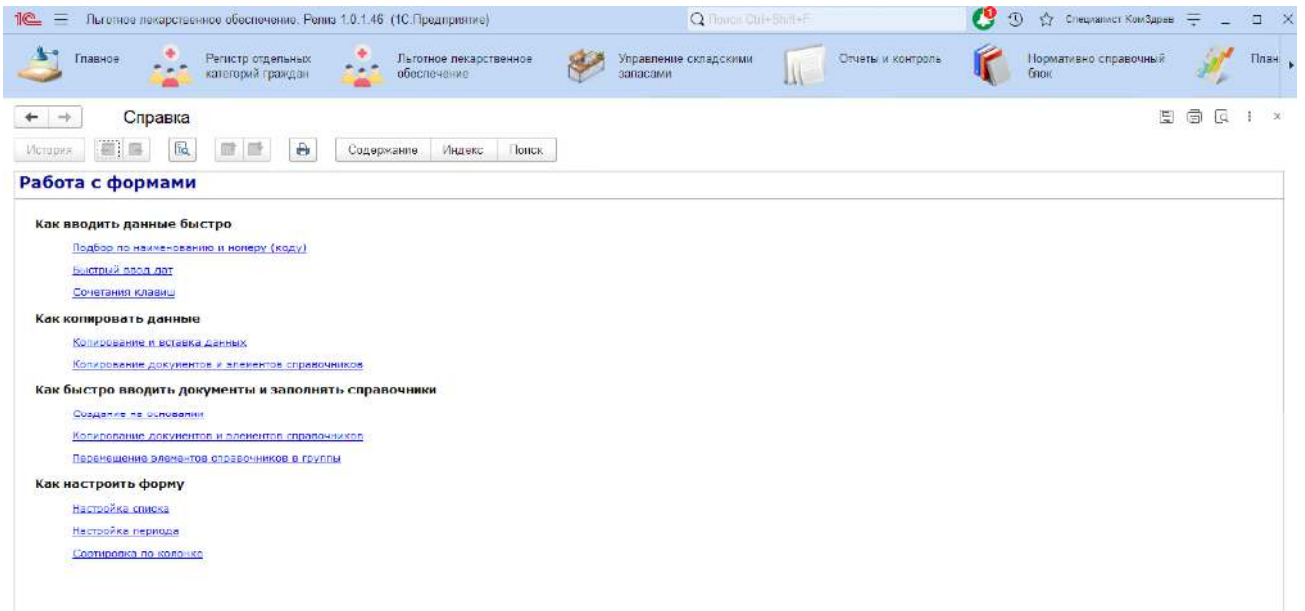 1С Льготное лекарственное обеспечение. Релиз 1.0.1.46 (1С:Предприятие) Поиск Ctrl+Shift+F 1 Специалист КомЗдрав
Главное
Регистр отдельных
категорий граждан
Льготное лекарственное
обеспечение
Управление складскими
запасами
Отчеты и контроль
Нормативно справочный
блок
План
Справка
История Содержание Индекс Поиск
Работа с формами
Как вводить данные быстро
Подбор по наименованию и номеру (коду)
Быстрый ввод дат
Сочетания клавиш
Как копировать данные
Копирование и вставка данных
Копирование документов и элементов справочников
Как быстро вводить документы и заполнять справочники
Создание на основании
Копирование документов и элементов справочников
Перемещение элементов справочников в группы
Как настроить форму
Настройка списка
Настройка периода
Сортировка по колонке